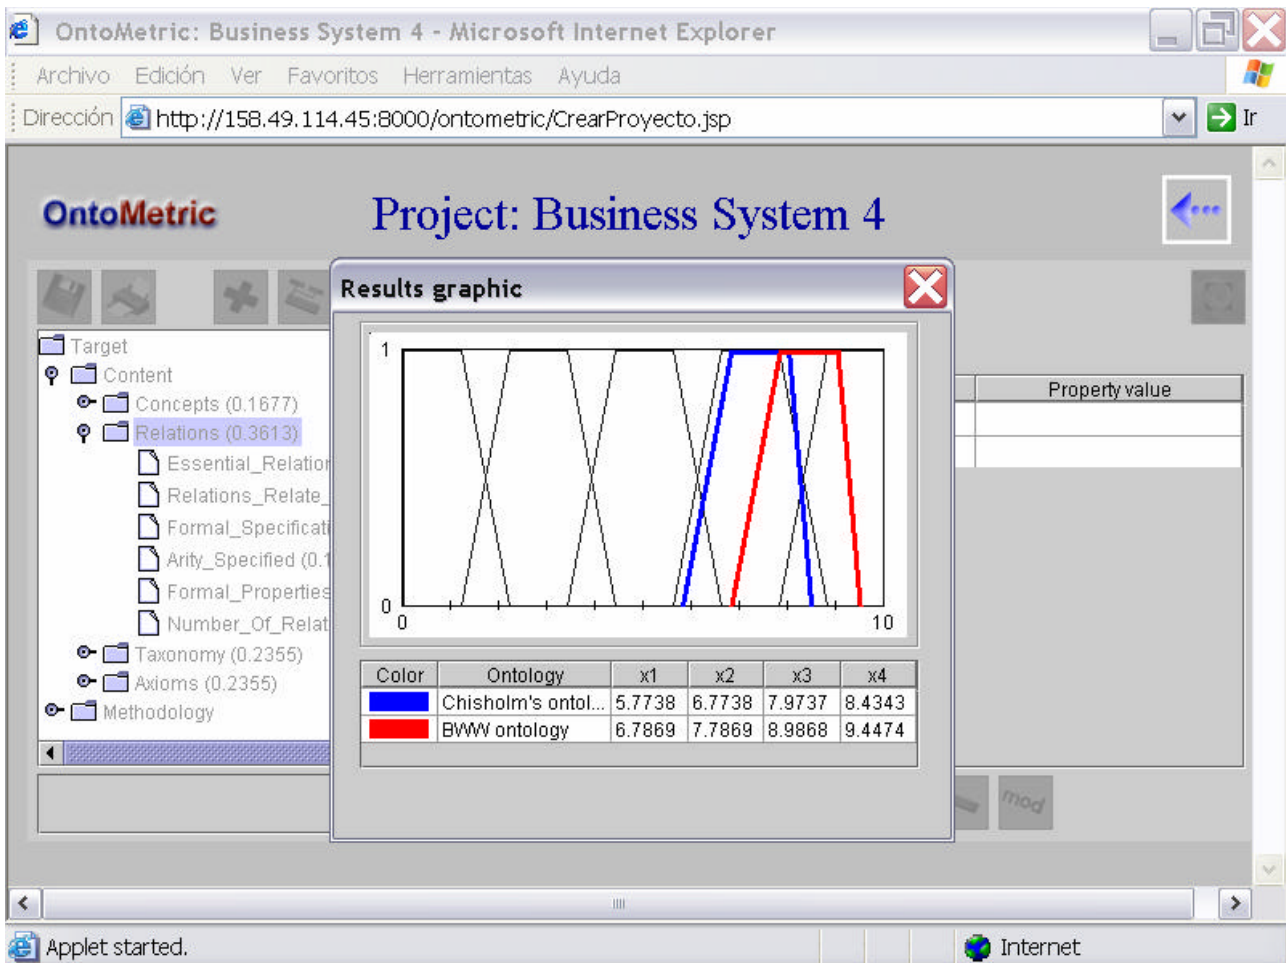 OntoMetric: Business System 4 - Microsoft Internet Explorer
Archivo Edición Ver Favoritos Herramientas Ayuda
Dirección http://158.49.114.45:8000/ontometric/CrearProyecto.jsp Ir
OntoMetric Project: Business System 4
Results graphic
Target
Content
Concepts (0.1677)
Relations (0.3613)
Essential_Relation
Relations_Relate_
Formal_Specificati
Arity_Specified (0.1
Formal_Properties
Number_Of_Relat
Taxonomy (0.2355)
Axioms (0.2355)
Methodology
1
0
0 10
Color Ontology x1 x2 x3 x4
Chisholm's ontol... 5.7738 6.7738 7.9737 8.4343
BWW ontology 6.7869 7.7869 8.9868 9.4474
Property value
mod
Applet started. Internet